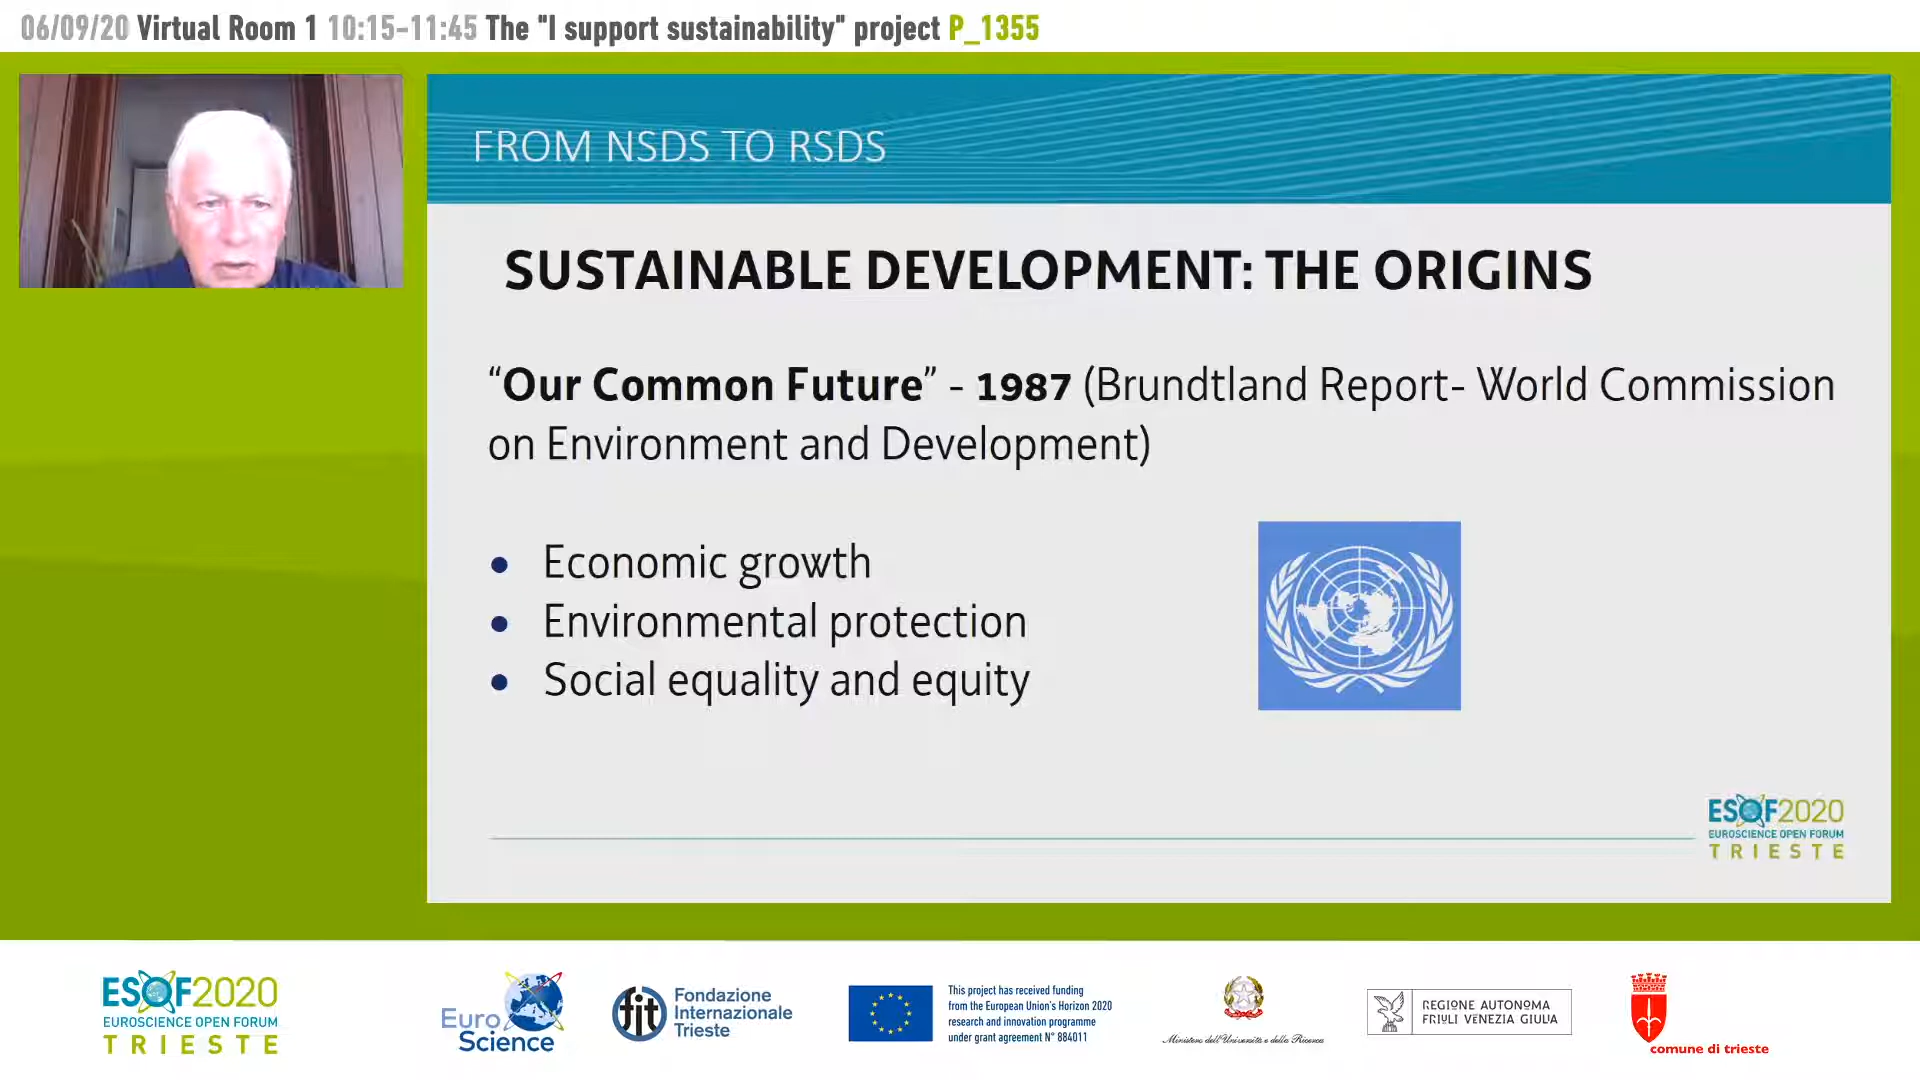 06/09/20 Virtual Room 1 10:15-11:45 The "I support sustainability" project P_1355
FROM NSDS TO RSDS
SUSTAINABLE DEVELOPMENT: THE ORIGINS
“Our Common Future” - 1987 (Brundtland Report- World Commission
on Environment and Development)
• Economic growth
• Environmental protection
• Social equality and equity
ESOF2020
EUROSCIENCE OPEN FORUM
TRIESTE
ESOF2020
EUROSCIENCE OPEN FORUM
TRIESTE
Euro
Science
fit
Fondazione
Internazionale
Trieste
This project has received funding
from the European Union's Horizon 2020
research and innovation programme
under grant agreement N° 884011
Ministero dell'Università e della Ricerca
REGIONE AUTONOMA
FRIULI VENEZIA GIULIA
comune di trieste